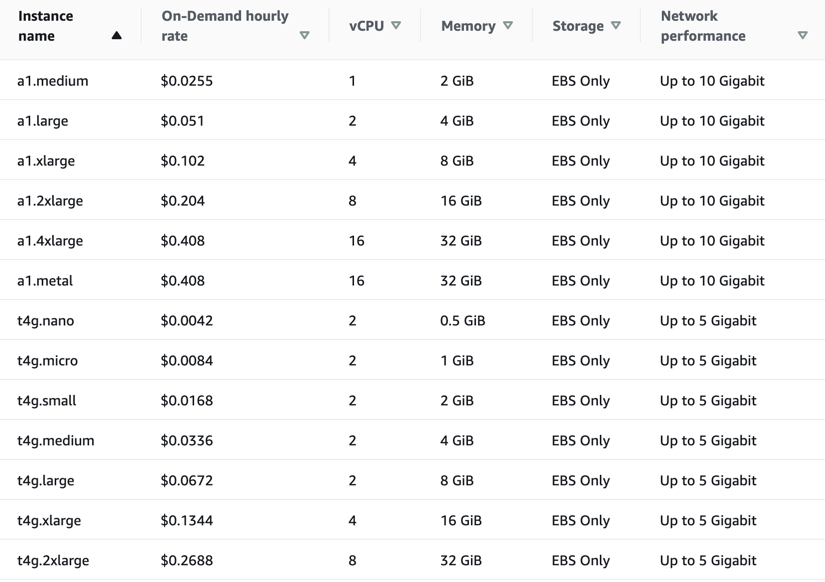 Instance name On-Demand hourly rate vCPU Memory Storage Network performance
a1.medium $0.0255 1 2 GiB EBS Only Up to 10 Gigabit
a1.large $0.051 2 4 GiB EBS Only Up to 10 Gigabit
a1.xlarge $0.102 4 8 GiB EBS Only Up to 10 Gigabit
a1.2xlarge $0.204 8 16 GiB EBS Only Up to 10 Gigabit
a1.4xlarge $0.408 16 32 GiB EBS Only Up to 10 Gigabit
a1.metal $0.408 16 32 GiB EBS Only Up to 10 Gigabit
t4g.nano $0.0042 2 0.5 GiB EBS Only Up to 5 Gigabit
t4g.micro $0.0084 2 1 GiB EBS Only Up to 5 Gigabit
t4g.small $0.0168 2 2 GiB EBS Only Up to 5 Gigabit
t4g.medium $0.0336 2 4 GiB EBS Only Up to 5 Gigabit
t4g.large $0.0672 2 8 GiB EBS Only Up to 5 Gigabit
t4g.xlarge $0.1344 4 16 GiB EBS Only Up to 5 Gigabit
t4g.2xlarge $0.2688 8 32 GiB EBS Only Up to 5 Gigabit